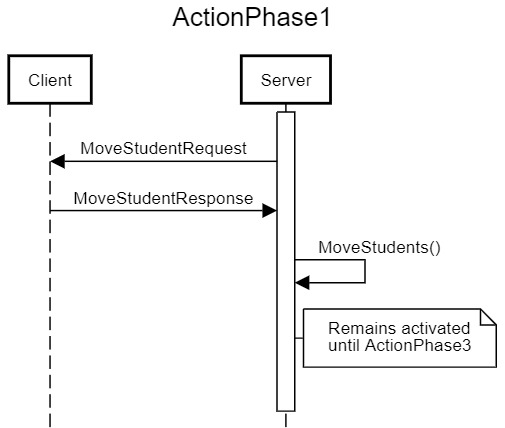 ActionPhase1
Client
Server
MoveStudentRequest
MoveStudentResponse
MoveStudents()
Remains activated
until ActionPhase3